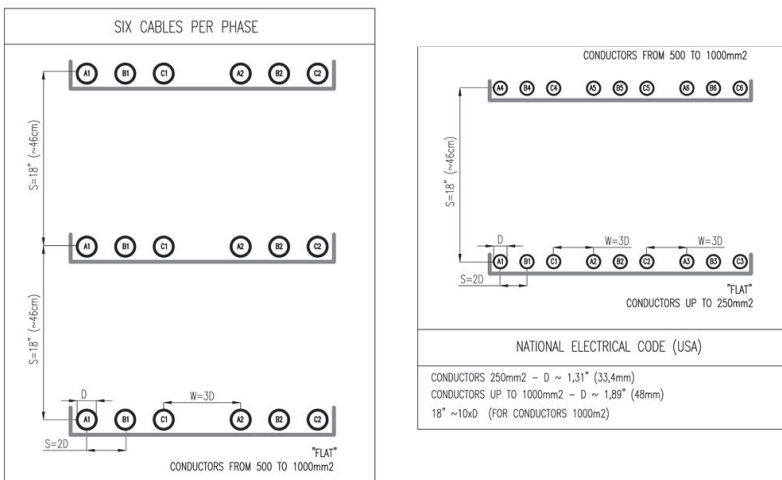 SIX CABLES PER PHASE
A1 B1 C1 A2 B2 C2
S=18" (~46cm)
A1 B1 C1 A2 B2 C2
S=18" (~46cm)
D
W=3D
A1 B1 C1 A2 B2 C2
S=2D
"FLAT"
CONDUCTORS FROM 500 TO 1000mm2
CONDUCTORS FROM 500 TO 1000mm2
A4 B4 C4 A5 B5 C5 A6 B6 C6
S=18" (~46cm)
D
W=3D
W=3D
A1 B1 C1 A2 B2 C2 A3 B3 C3
S=2D
"FLAT"
CONDUCTORS UP TO 250mm2
NATIONAL ELECTRICAL CODE (USA)
CONDUCTORS 250mm2 - D ~ 1,31" (33,4mm)
CONDUCTORS UP TO 1000mm2 - D ~ 1,89" (48mm)
18" ~10xD (FOR CONDUCTORS 1000m2)